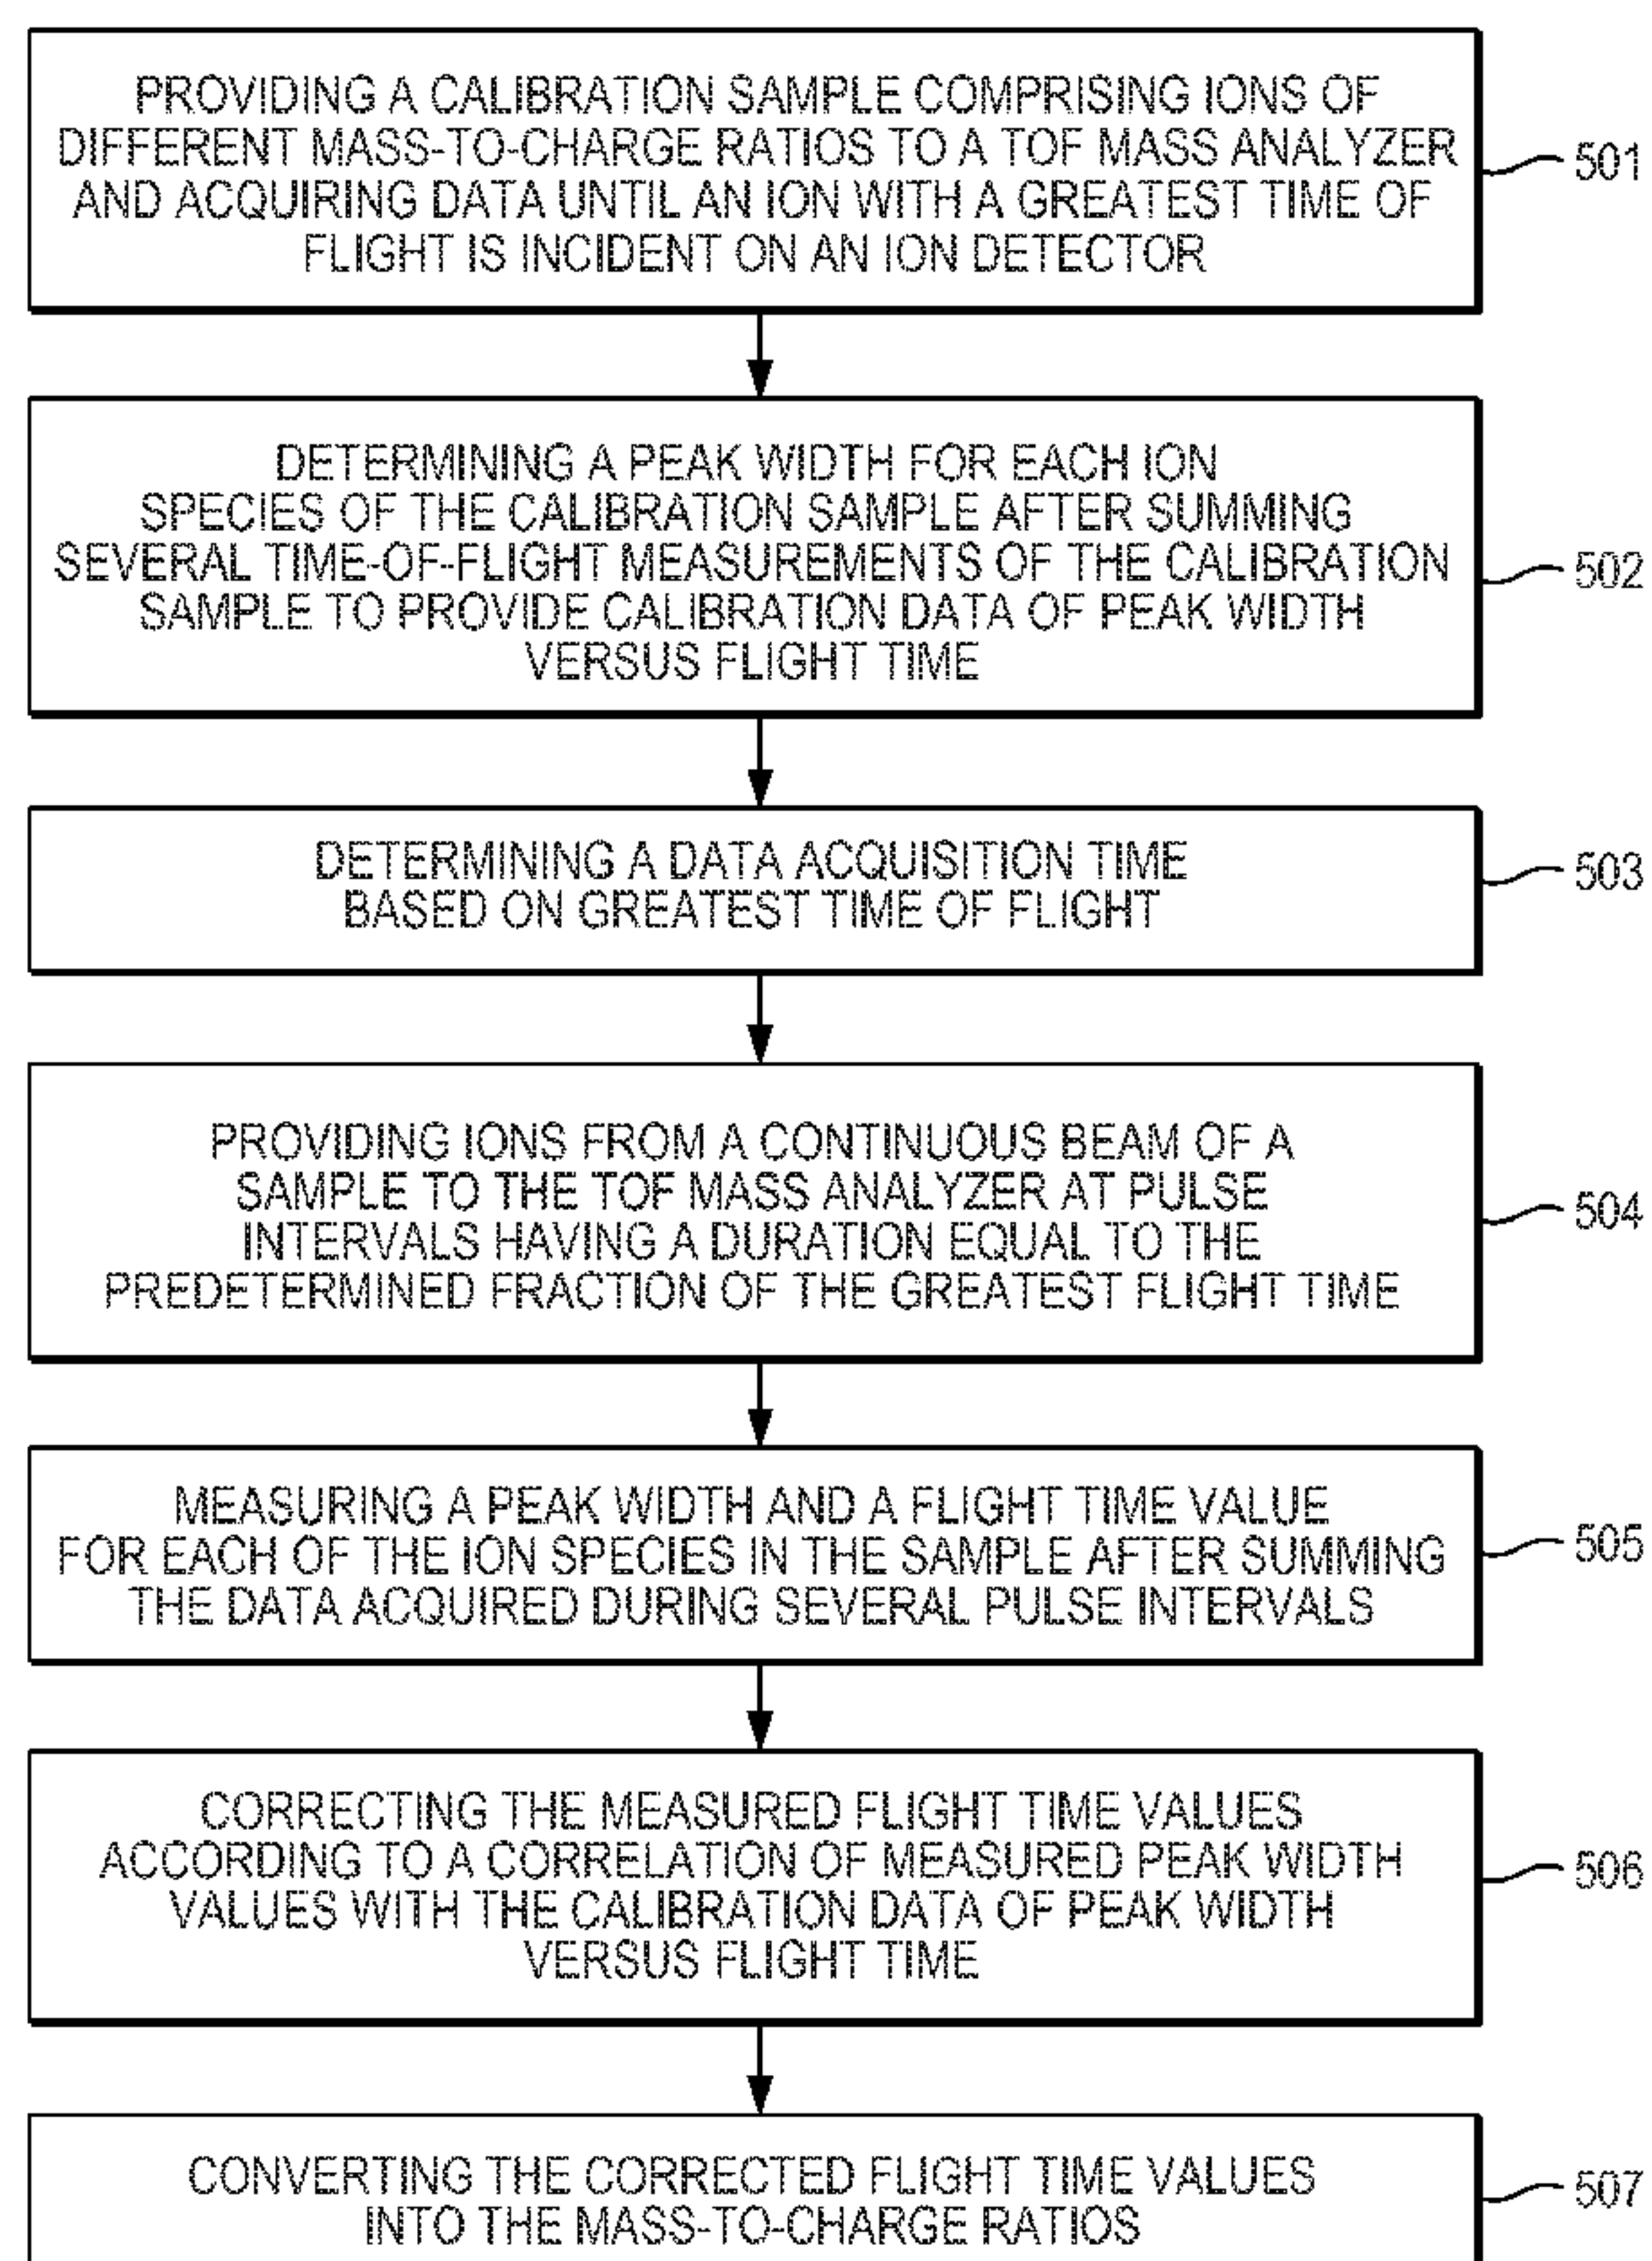 PROVIDING A CALIBRATION SAMPLE COMPRISING IONS OF
DIFFERENT MASS-TO-CHARGE RATIOS TO A TOF MASS ANALYZER
AND ACQUIRING DATA UNTIL AN ION WITH A GREATEST TIME OF
FLIGHT IS INCIDENT ON AN ION DETECTOR
501
DETERMINING A PEAK WIDTH FOR EACH ION
SPECIES OF THE CALIBRATION SAMPLE AFTER SUMMING
SEVERAL TIME-OF-FLIGHT MEASUREMENTS OF THE CALIBRATION
SAMPLE TO PROVIDE CALIBRATION DATA OF PEAK WIDTH
VERSUS FLIGHT TIME
502
DETERMINING A DATA ACQUISITION TIME
BASED ON GREATEST TIME OF FLIGHT
503
PROVIDING IONS FROM A CONTINUOUS BEAM OF A
SAMPLE TO THE TOF MASS ANALYZER AT PULSE
INTERVALS HAVING A DURATION EQUAL TO THE
PREDETERMINED FRACTION OF THE GREATEST FLIGHT TIME
504
MEASURING A PEAK WIDTH AND A FLIGHT TIME VALUE
FOR EACH OF THE ION SPECIES IN THE SAMPLE AFTER SUMMING
THE DATA ACQUIRED DURING SEVERAL PULSE INTERVALS
505
CORRECTING THE MEASURED FLIGHT TIME VALUES
ACCORDING TO A CORRELATION OF MEASURED PEAK WIDTH
VALUES WITH THE CALIBRATION DATA OF PEAK WIDTH
VERSUS FLIGHT TIME
506
CONVERTING THE CORRECTED FLIGHT TIME VALUES
INTO THE MASS-TO-CHARGE RATIOS
507